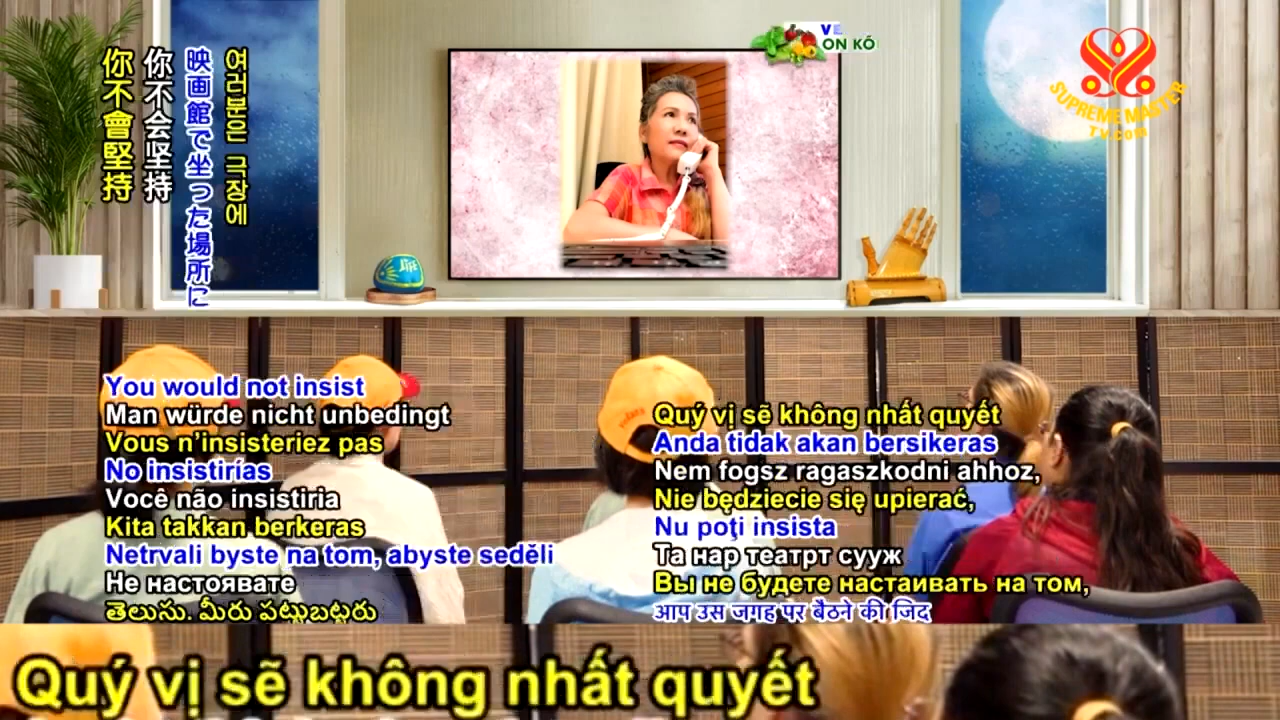 你不會堅持
你不会坚持
映画館で坐った場所に
여러분은 극장에
VE
ON KÔ
SUPREME MASTER
TV.com
LIFE
You would not insist
Man würde nicht unbedingt
Vous n’insisteriez pas
No insistirías
Você não insistiria
Kita takkan berkeras
Netrvali byste na tom, abyste seděli
Не настоявате
తెలుసు. మీరు పట్టుబట్టరు
Quý vị sẽ không nhất quyết
Anda tidak akan bersikeras
Nem fogsz ragaszkodni ahhoz,
Nie będziecie się upierać,
Nu poţi insista
Та нар театрт сууж
Вы не будете настаивать на том,
आप उस जगह पर बैठने की जिद
Quý vị sẽ không nhất quyết